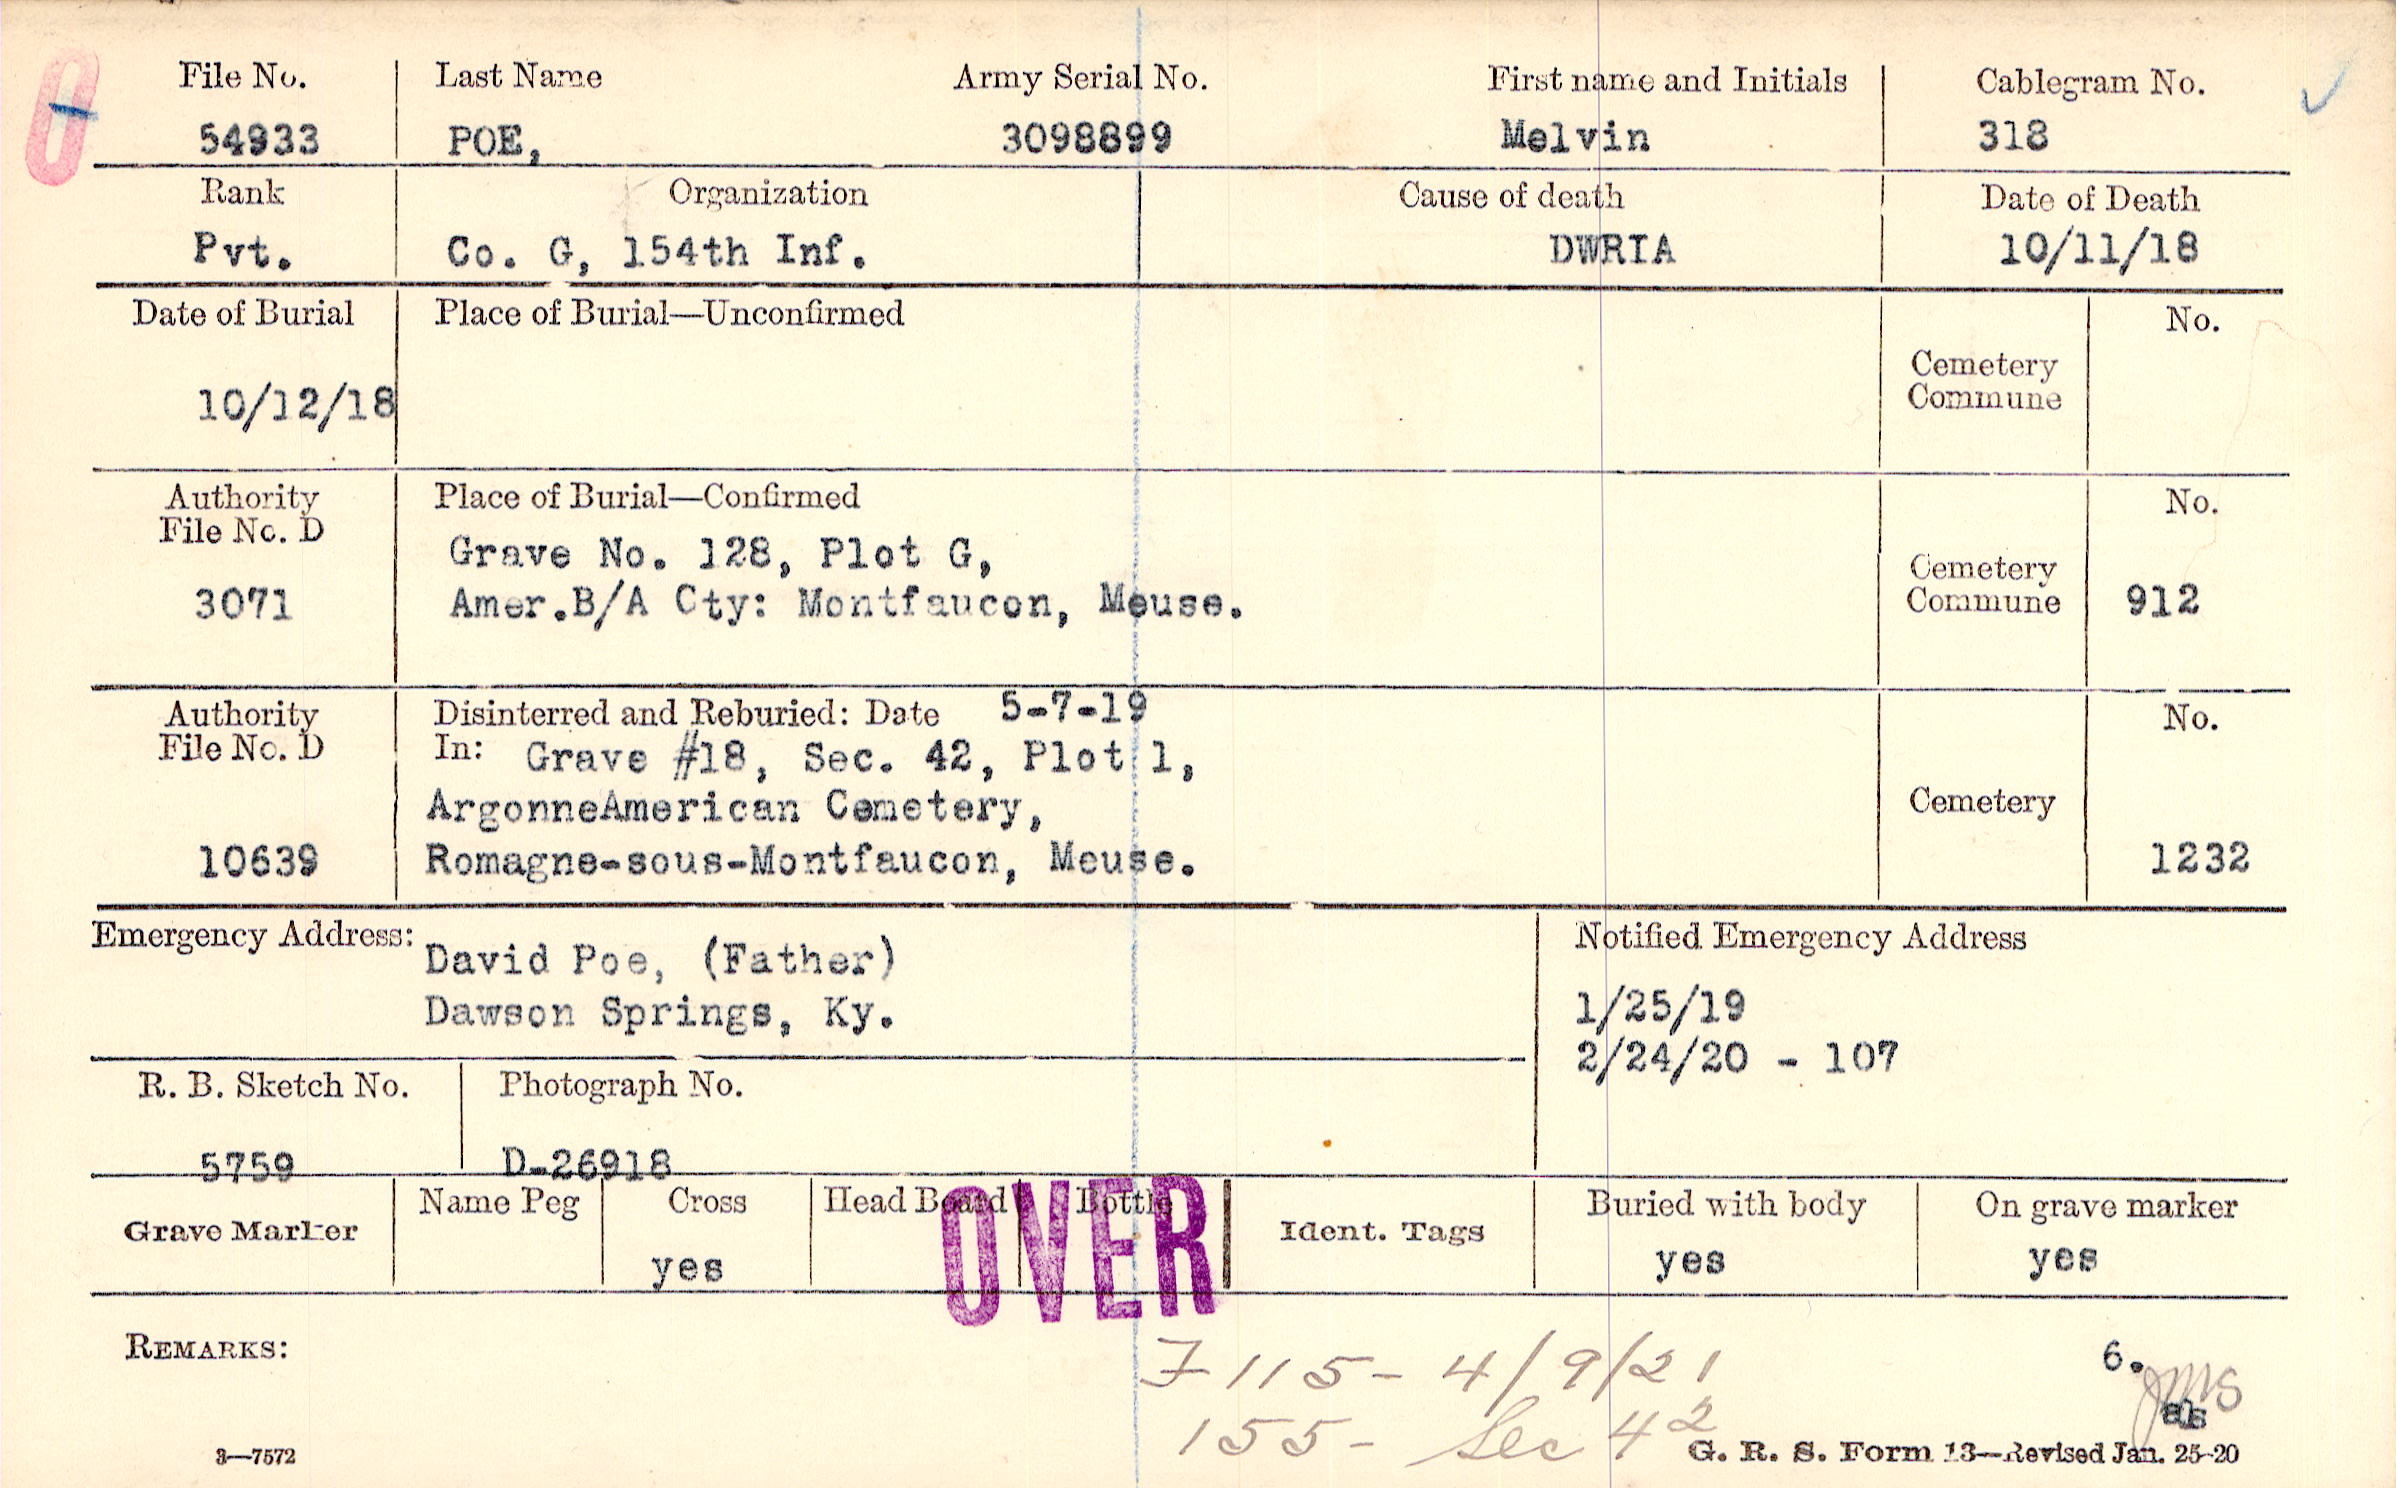 File No. Last Name Army Serial No. First name and Initials Cablegram No.
54933 POE, 3098899 Melvin 318
Rank Organization Cause of death Date of Death
Pvt. Co. G, 154th Inf. DWRIA 10/11/18
Date of Burial Place of Burial—Unconfirmed No.
Cemetery
Commune
10/12/18
Authority Place of Burial—Confirmed No.
File No. D
Grave No. 128, Plot G,
Cemetery
3071 Amer.B/A Cty: Montfaucon, Meuse. Commune 912
Authority Disinterred and Reburied: Date 5-7-19 No.
File No. D In: Grave #18, Sec. 42, Plot 1,
ArgonneAmerican Cemetery, Cemetery
10639 Romagne-sous-Montfaucon, Meuse. 1232
Emergency Address: Notified Emergency Address
David Poe, (Father)
Dawson Springs, Ky. 1/25/19
2/24/20 - 107
R. B. Sketch No. Photograph No.
5759 D-26918
Grave Marker Name Peg Cross Head Board Bottle Ident. Tags Buried with body On grave marker
yes yes yes
OVER
REMARKS: 6.
7115- 4/9/21
155- Sec 42
JMS
3—7572 G. R. S. Form 13—Revised Jan. 25-20